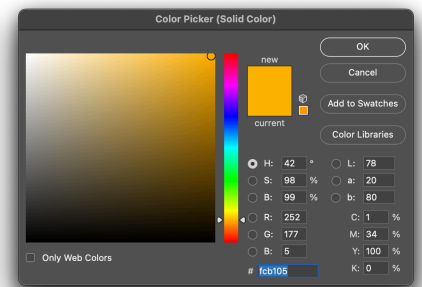 Color Picker (Solid Color)
new
current
OK
Cancel
Add to Swatches
Color Libraries
H: 42 °
S: 98 %
B: 99 %
R: 252
G: 177
B: 5
# fcb105
L: 78
a: 20
b: 80
C: 1 %
M: 34 %
Y: 100 %
K: 0 %
Only Web Colors